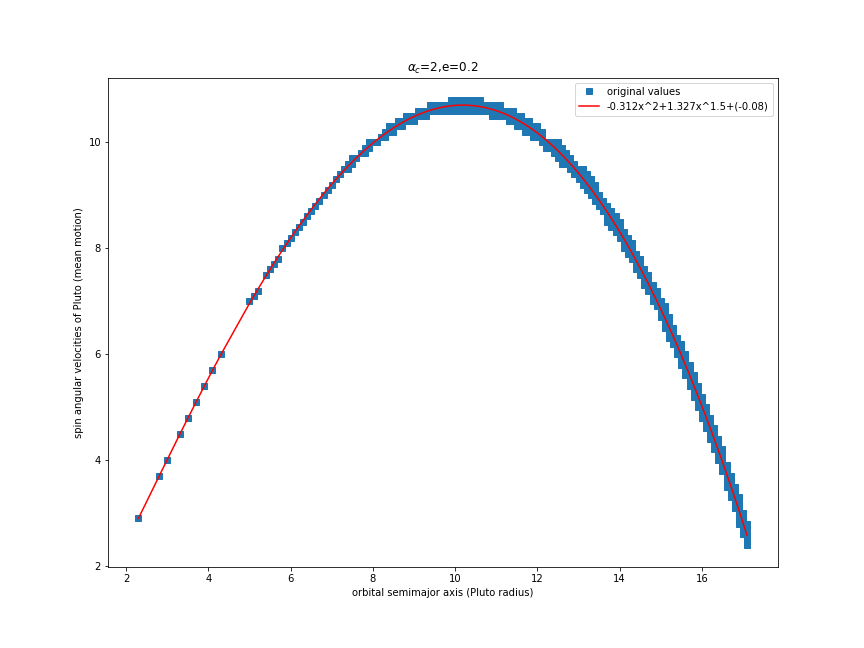 α_c=2,e=0.2
original values
-0.312x^2+1.327x^1.5+(-0.08)
10
8
6
4
2
spin angular velocities of Pluto (mean motion)
2 4 6 8 10 12 14 16
orbital semimajor axis (Pluto radius)